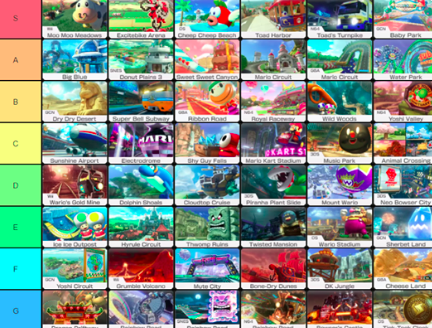 S
Moo Moo Meadows Excitebike Arena Cheep Cheep Beach Toad Harbor Toad's Turnpike Baby Park
A
Big Blue Donut Plains 3 Sweet Sweet Canyon Mario Circuit Mario Circuit Water Park
B
Dry Dry Desert Super Bell Subway Ribbon Road Royal Raceway Wild Woods Yoshi Valley
C
Sunshine Airport Electrodrome Shy Guy Falls Mario Kart Stadium Music Park Animal Crossing
D
Wario's Gold Mine Dolphin Shoals Cloudtop Cruise Piranha Plant Slide Mount Wario Neo Bowser City
E
Ice Ice Outpost Hyrule Circuit Thwomp Ruins Twisted Mansion Wario Stadium Sherbet Land
F
Yoshi Circuit Grumble Volcano Mute City Bone-Dry Dunes DK Jungle Cheese Land
G